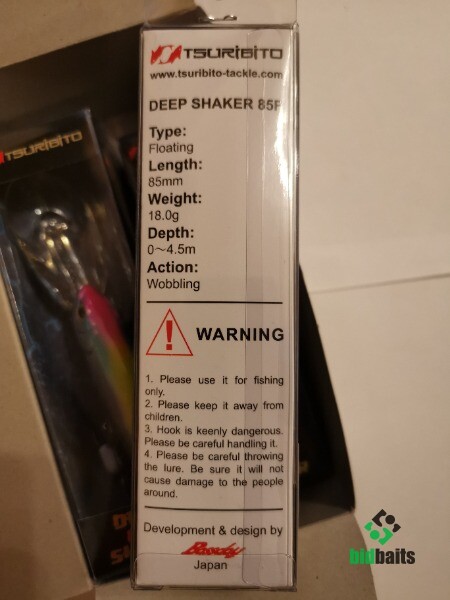 TSURIBITO
www.tsuribito-tackle.com
DEEP SHAKER 85F
Type:
Floating
Length:
85mm
Weight:
18.0g
Depth:
0～4.5m
Action:
Wobbling
WARNING
1. Please use it for fishing
only.
2. Please keep it away from
children.
3. Hook is keenly dangerous.
Please be careful handling it.
4. Please be careful throwing
the lure. Be sure it will not
cause damage to the people
around.
Development & design by
Japan
TSURIBITO
bidbaits